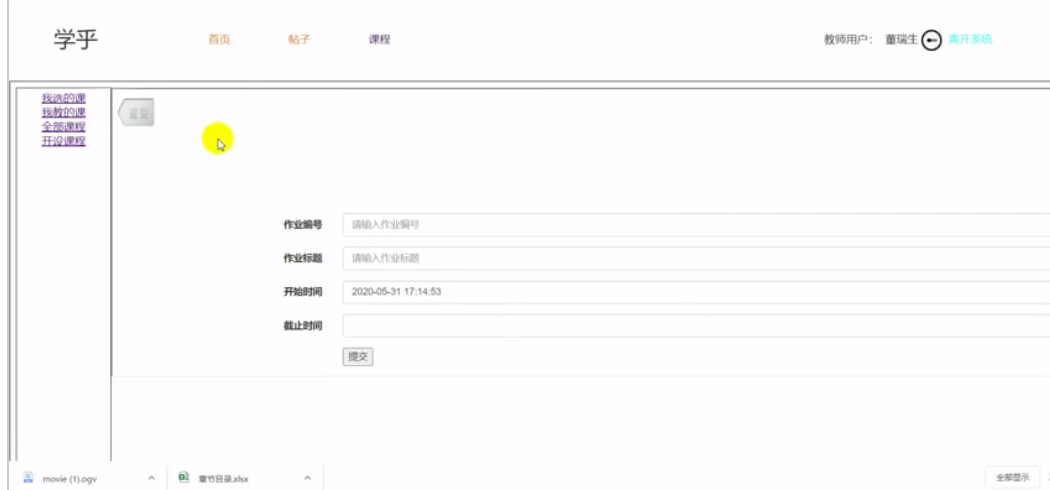 学乎
首页 帖子 课程
教师用户： 董瑞生 离开系统
我选的课
我教的课
全部课程
开设课程
返回
作业编号 请输入作业编号
作业标题 请输入作业标题
开始时间 2020-05-31 17:14:53
截止时间
提交
movie (1).ogv 章节目录.xlsx 全部显示